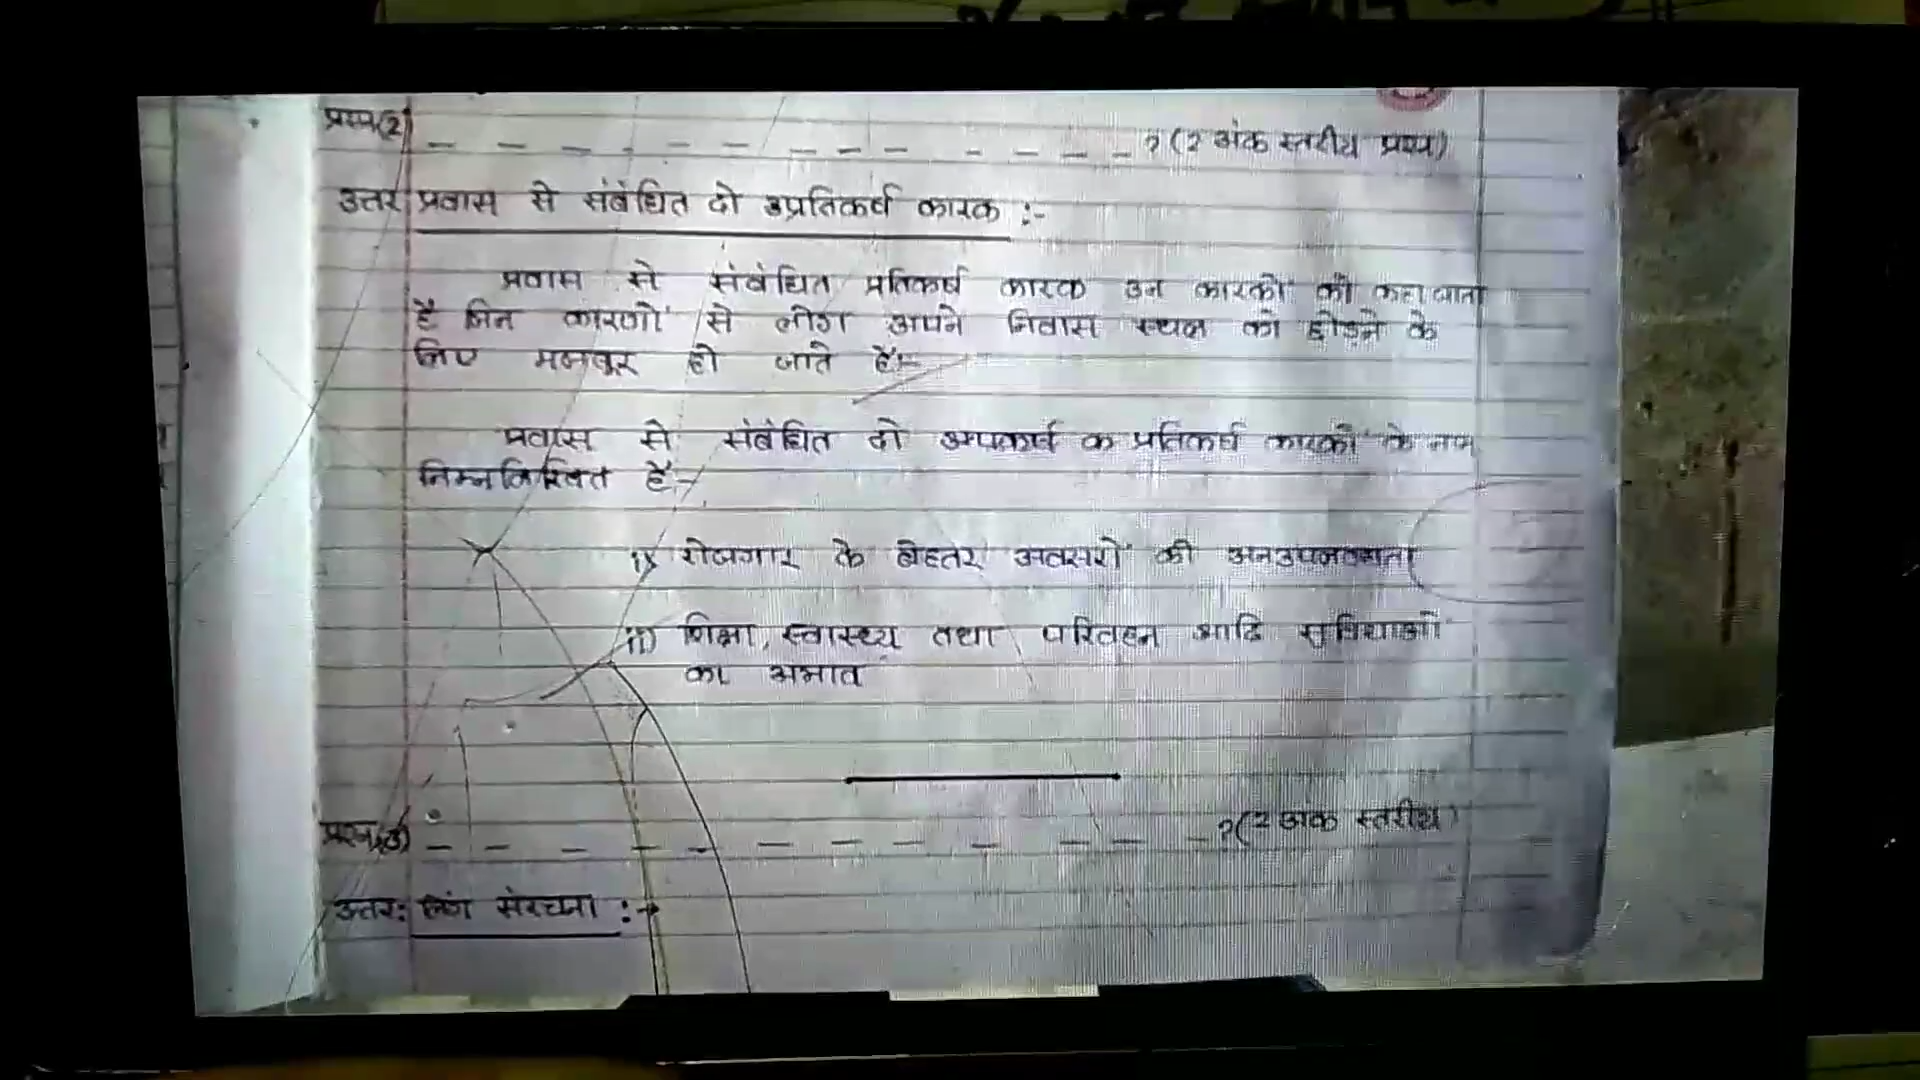 प्रश्न(2) _ _ _ _ _ _ _ _ _ _ _ _ _ _ ? (2 अंक स्तरीय प्रश्न)
उत्तर प्रवास से संबंधित दो प्रतिकर्ष कारक :-
प्रवास से संबंधित प्रतिकर्ष कारक उन कारको को कहा जाता
है जिन कारणों से लोग अपने निवास स्थल को छोड़ने के
लिए मजबूर हो जाते हैं।-
प्रवास से संबंधित दो अपकर्ष क प्रतिकर्ष कारकों के नाम
निम्नलिखित हैं:-
i) रोजगार के बेहतर अवसरों की अनउपलब्धता
ii) शिक्षा, स्वास्थ्य तथा परिवहन आदि सुविधाओं
का अभाव
प्रश्न(3) _ _ _ _ _ _ _ _ _ _ _ _ ? (2 अंक स्तरीय)
उत्तर: लिंग संरचना :→